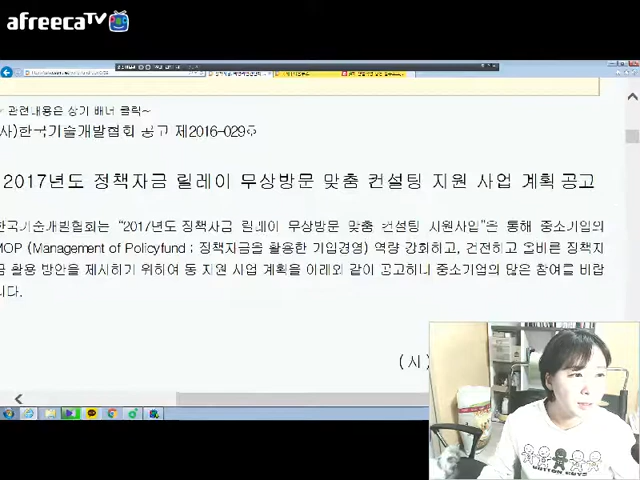 afreecaTV
관련내용은 상기 배너 클릭~
사)한국기술개발협회 공고 제2016-029호
2017년도 정책자금 릴레이 무상방문 맞춤 컨설팅 지원 사업 계획 공고
한국기술개발협회는 “2017년도 정책자금 릴레이 무상방문 맞춤 컨설팅 지원사업”을 통해 중소기업의
MOP (Management of Policyfund : 정책자금을 활용한 기업경영) 역량 강화하고, 건전하고 올바른 정책자
금 활용 방안을 제시하기 위하여 동 지원 사업 계획을 아래와 같이 공고하니 중소기업의 많은 참여를 바랍
니다.
(사)
BUTTON GUYS